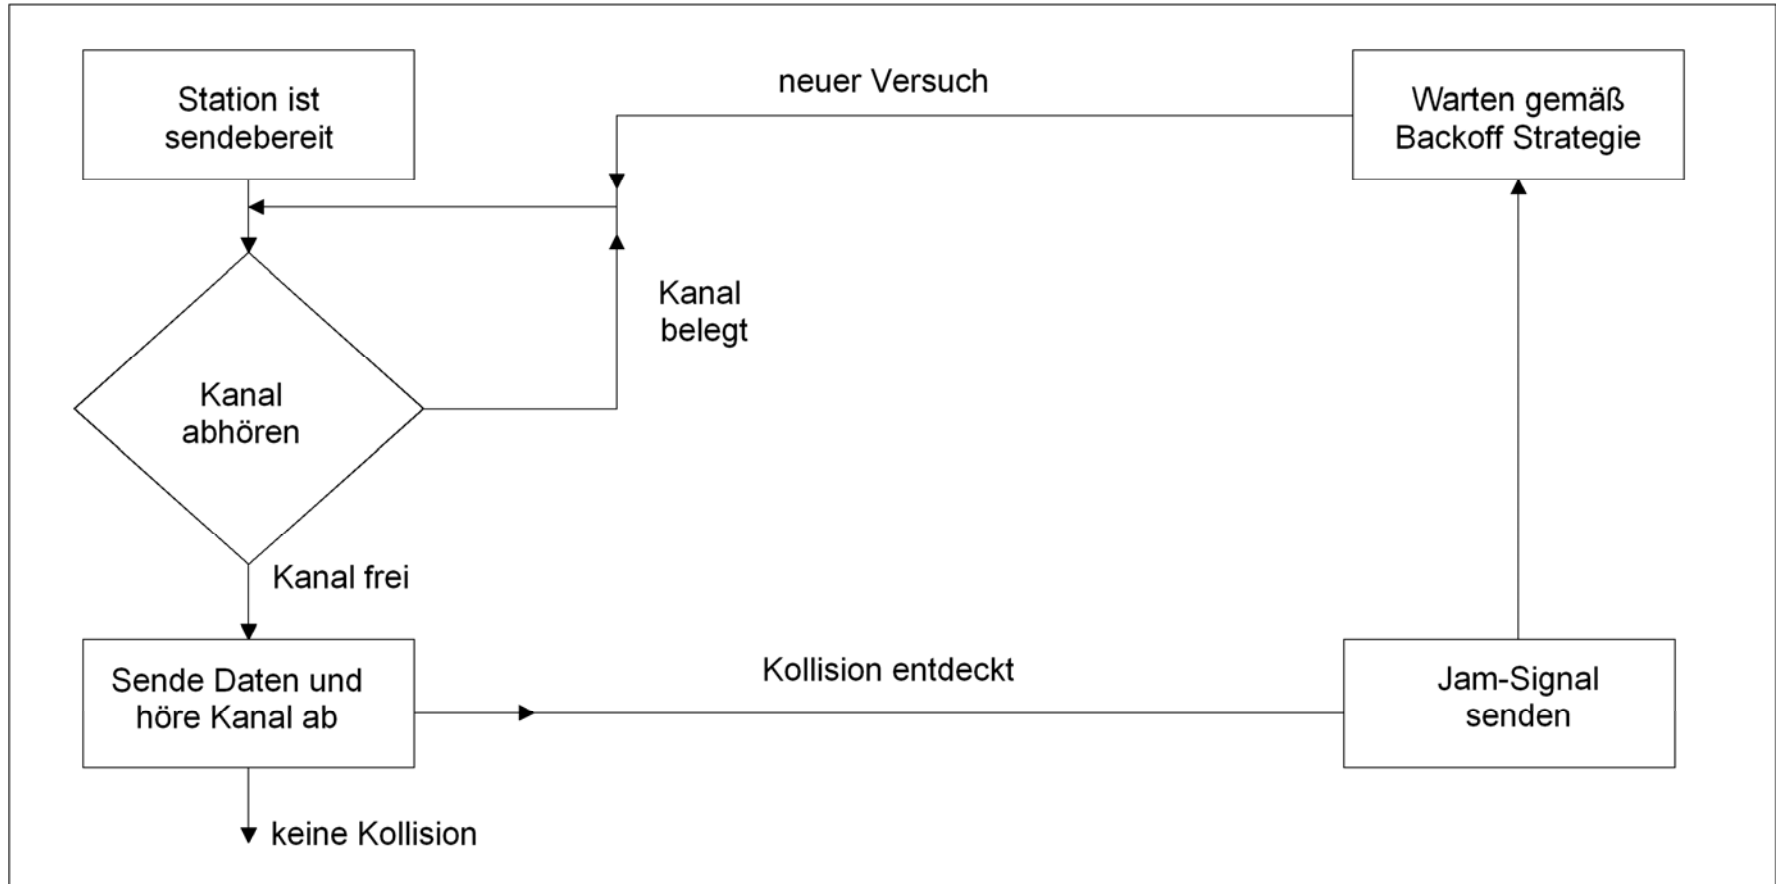 Station ist
sendebereit
neuer Versuch
Warten gemäß
Backoff Strategie
Kanal
belegt
Kanal
abhören
Kanal frei
Sende Daten und
höre Kanal ab
Kollision entdeckt
Jam-Signal
senden
keine Kollision